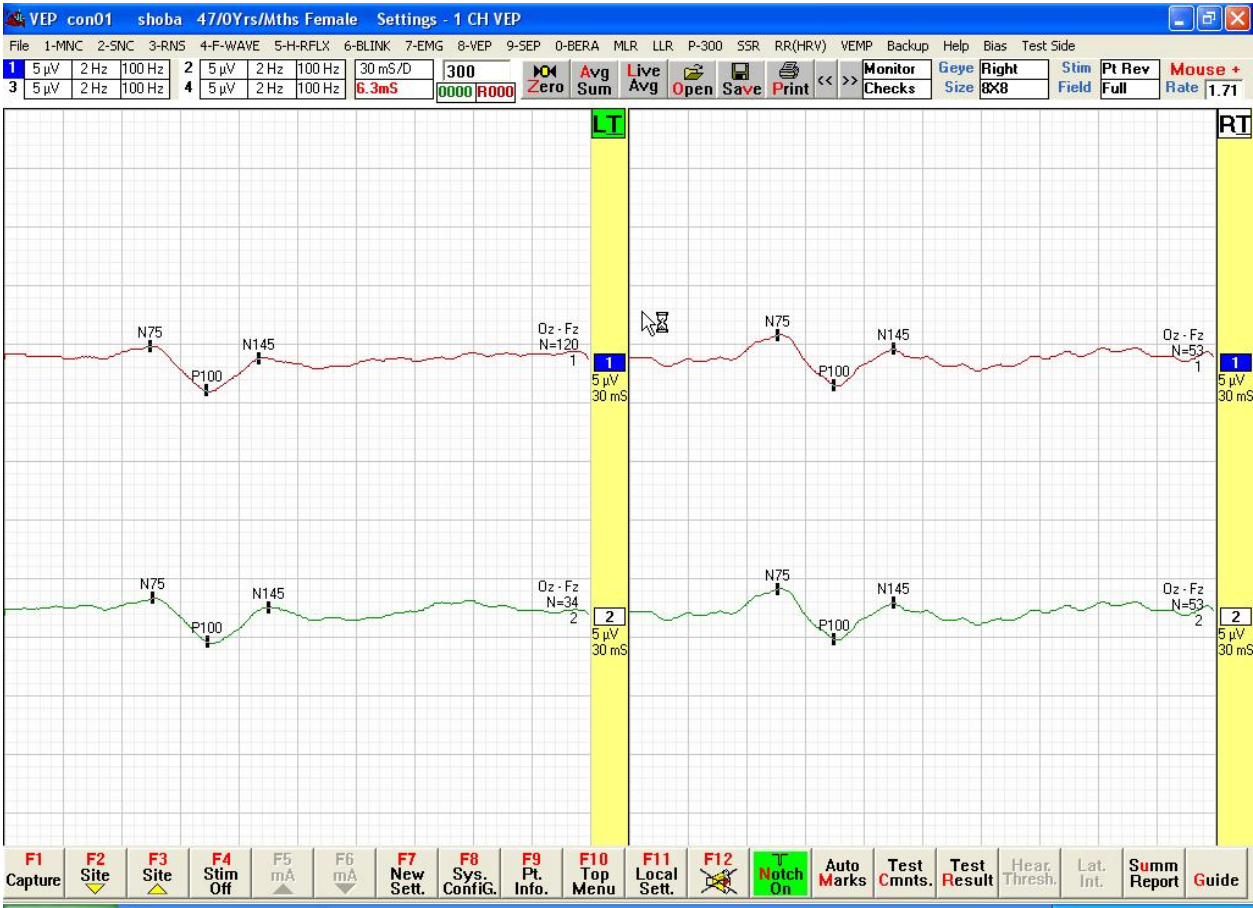 VEP con01 shoba 47/0Yrs/Mths Female Settings - 1 CH VEP
File 1-MNC 2-SNC 3-RNS 4-F-WAVE 5-H-RFLX 6-BLINK 7-EMG 8-VEP 9-SEP 0-BERA MLR LLR P-300 SSR RR(HRV) VEMP Backup Help Bias Test Side
1 5 µV 2 Hz 100 Hz 2 5 µV 2 Hz 100 Hz 30 mS/D 300 Zero Avg Sum Live Avg Open Save Print << >> Monitor Geye Right Stim Pt Rev Mouse +
3 5 µV 2 Hz 100 Hz 4 5 µV 2 Hz 100 Hz 6.3mS 0000 R000 Checks Size 8X8 Field Full Rate 1.71
LT
RT
N75
N145
P100
Oz - Fz
N=120
1
1
5 µV
30 mS
N75
N145
P100
Oz - Fz
N=53
1
1
5 µV
30 mS
N75
N145
P100
Oz - Fz
N=34
2
2
5 µV
30 mS
N75
N145
P100
Oz - Fz
N=53
2
2
5 µV
30 mS
F1 Capture
F2 Site
F3 Site
F4 Stim Off
F5 mA
F6 mA
F7 New Sett.
F8 Sys. ConfiG.
F9 Pt. Info.
F10 Top Menu
F11 Local Sett.
F12
Notch On
Auto Marks
Test Cmnts.
Test Result
Hear. Thresh.
Lat. Int.
Summ Report
Guide